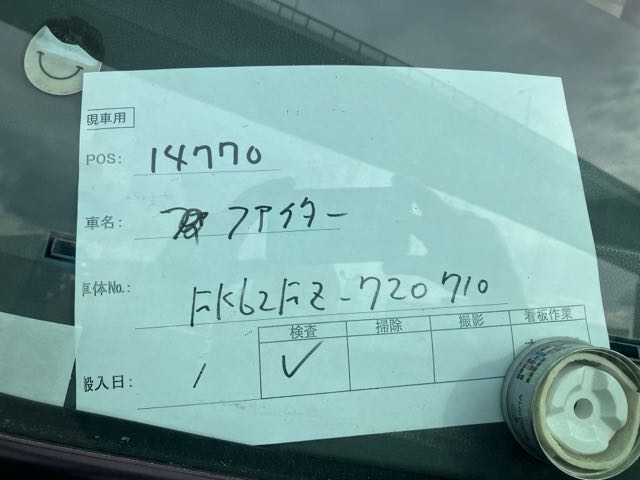 現車用
POS: 14770
車名: ファイター
車体No.: FK62FZ-720710
検査 掃除 撮影 看板作業
搬入日: / ✓